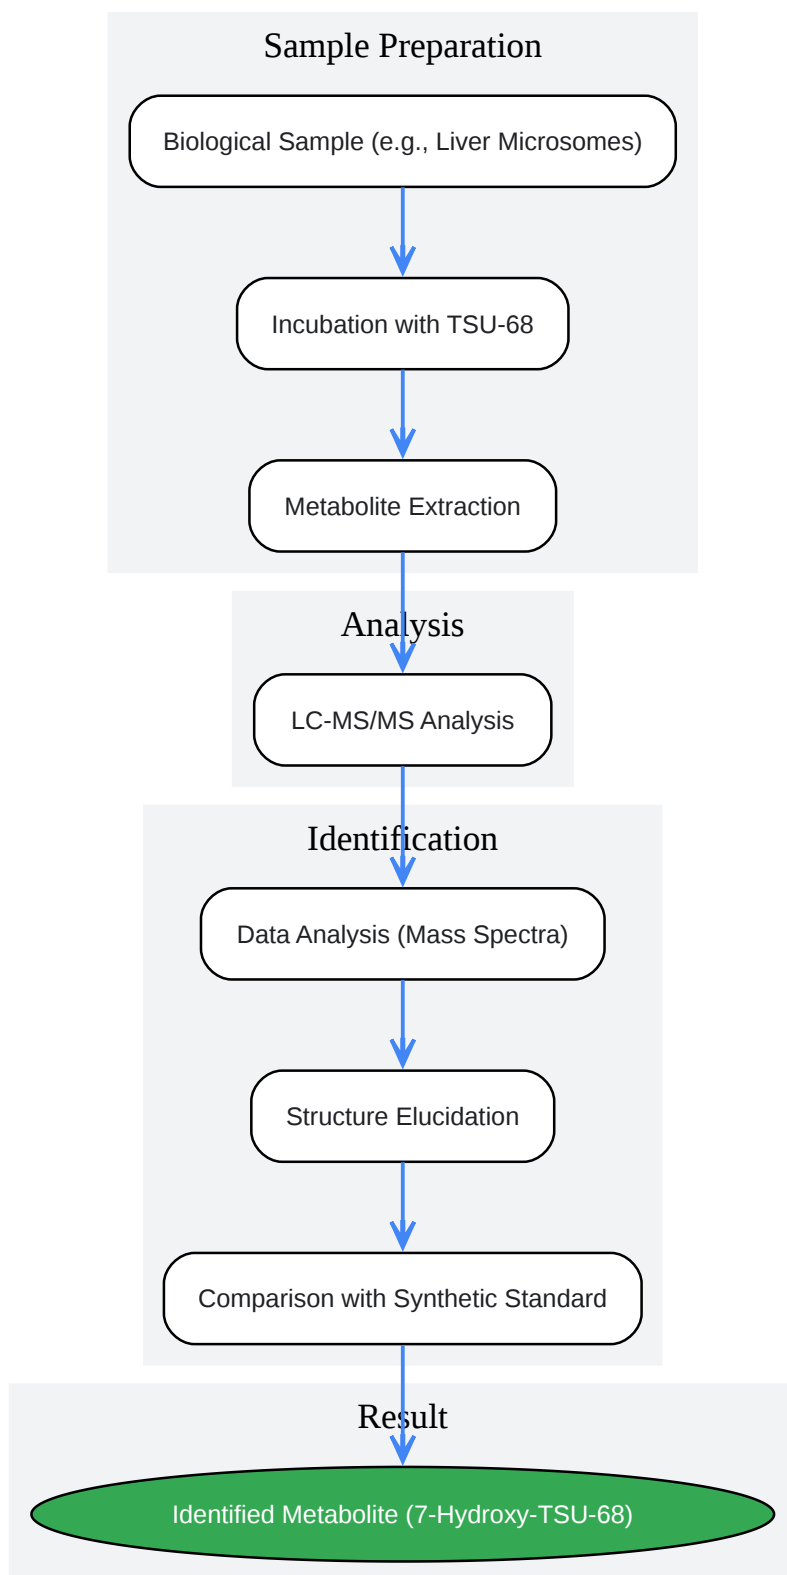 Sample Preparation
Biological Sample (e.g., Liver Microsomes)
Incubation with TSU-68
Metabolite Extraction
Analysis
LC-MS/MS Analysis
Identification
Data Analysis (Mass Spectra)
Structure Elucidation
Comparison with Synthetic Standard
Result
Identified Metabolite (7-Hydroxy-TSU-68)